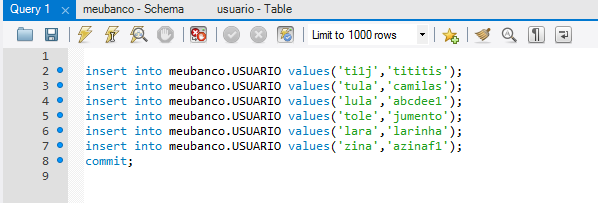 Query 1 meubanco - Schema usuario - Table
Limit to 1000 rows
1
2 insert into meubanco.USUARIO values('ti1j','tititis');
3 insert into meubanco.USUARIO values('tula','camilas');
4 insert into meubanco.USUARIO values('lula','abcdee1');
5 insert into meubanco.USUARIO values('tole','jumento');
6 insert into meubanco.USUARIO values('lara','larinha');
7 insert into meubanco.USUARIO values('zina','azinaf1');
8 commit;
9